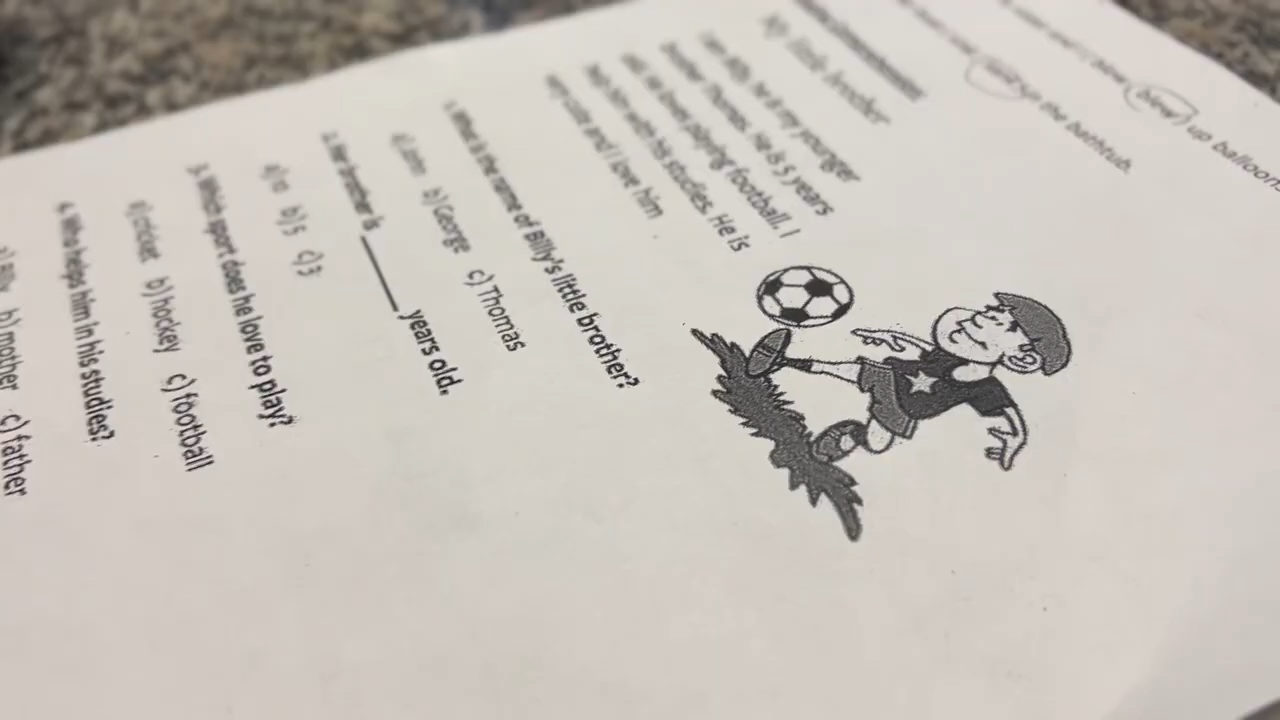 blew up balloons
up the bathtub.
My little brother
I am Billy, he is my younger
brother Thomas. He is 5 years
old. He loves playing football. I
help him with his studies. He is
very cute and I love him
1. What is the name of Billy's little brother?
a) John b) George c) Thomas
2. Her brother is ______ years old.
b) 5 c) 3
3. Which sport does he love to play?
a) cricket b) hockey c) football
4. Who helps him in his studies?
a) Billy b) mother c) father